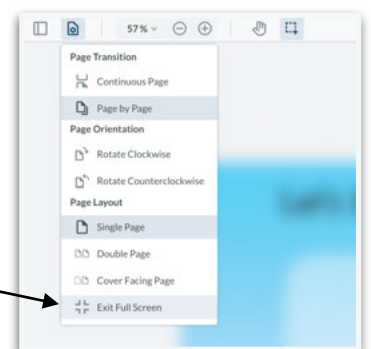 57%
Page Transition
Continuous Page
Page by Page
Page Orientation
Rotate Clockwise
Rotate Counterclockwise
Page Layout
Single Page
Double Page
Cover Facing Page
Exit Full Screen